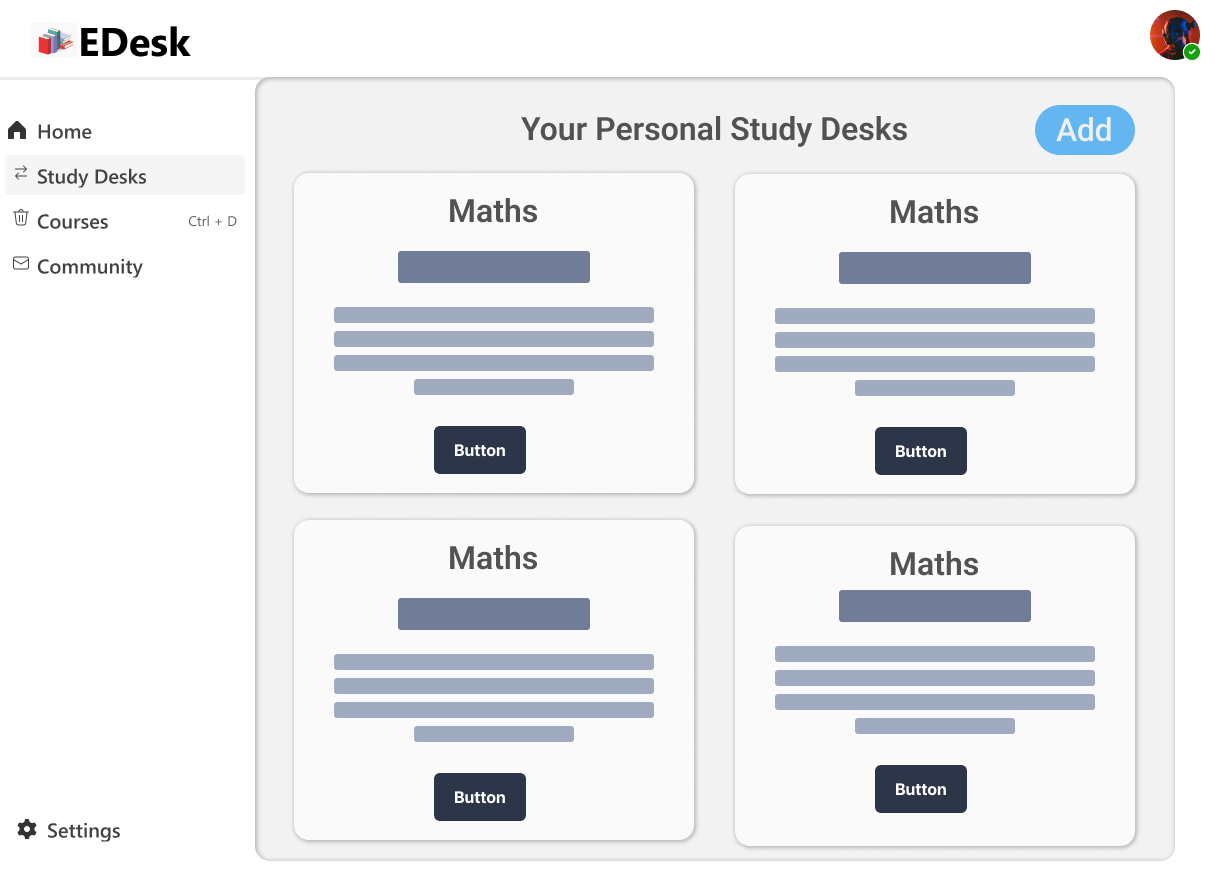 EDesk
Home
Study Desks
Courses Ctrl + D
Community
Settings
Your Personal Study Desks
Add
Maths
Button
Maths
Button
Maths
Button
Maths
Button